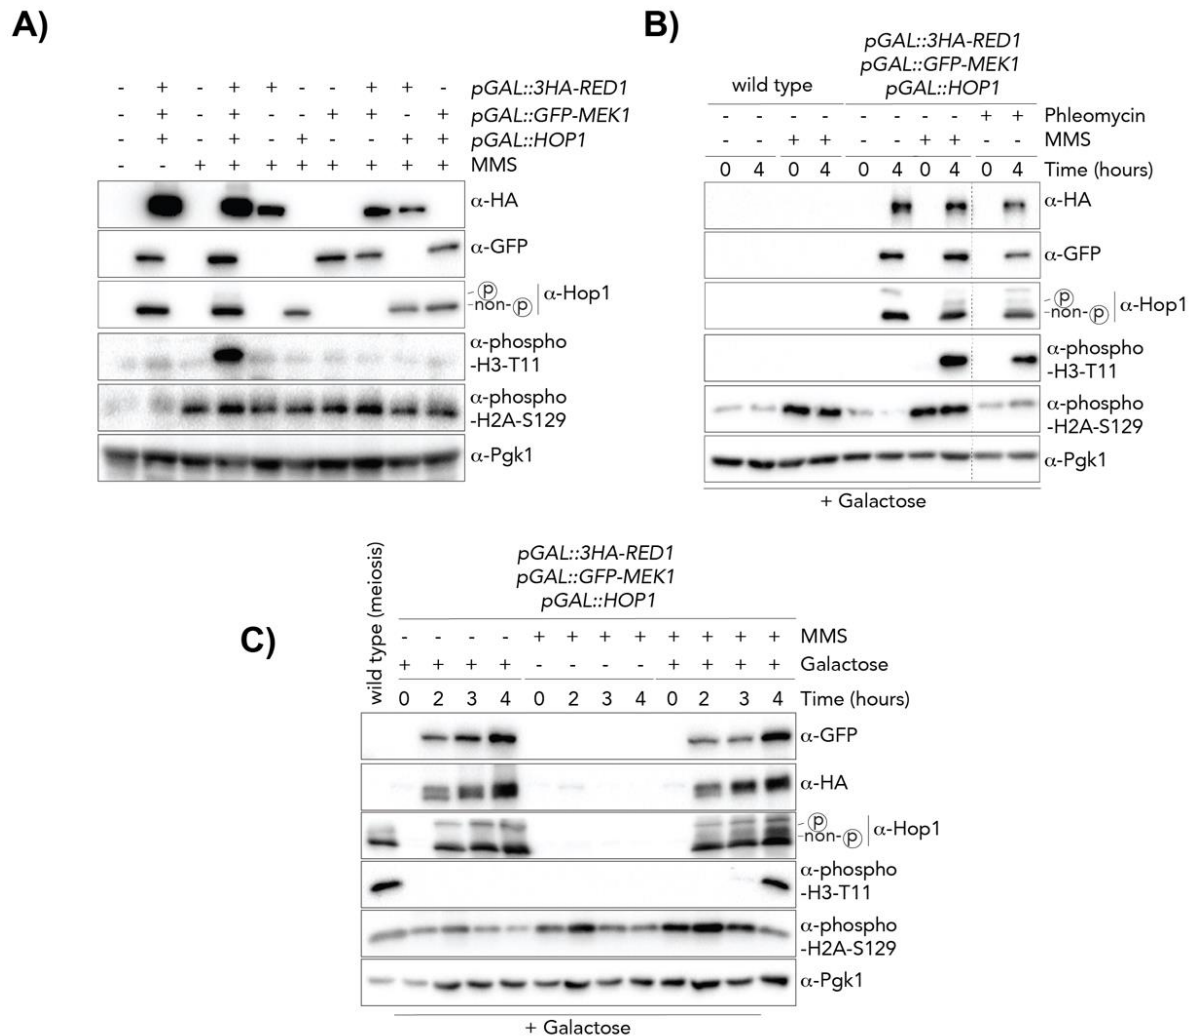 A)
- + - + + - - + + - pGAL::3HA-RED1
- + - + - - + + - + pGAL::GFP-MEK1
- + - + - + - - + + pGAL::HOP1
- - + + + + + + + + MMS
α-HA
α-GFP
-ⓟ
-non-ⓟ
α-Hop1
α-phospho
-H3-T11
α-phospho
-H2A-S129
α-Pgk1
B)
pGAL::3HA-RED1
pGAL::GFP-MEK1
pGAL::HOP1
wild type
- - - - - - - - + + Phleomycin
- - + + - - + + - - MMS
0 4 0 4 0 4 0 4 0 4 Time (hours)
α-HA
α-GFP
-ⓟ
-non-ⓟ
α-Hop1
α-phospho
-H3-T11
α-phospho
-H2A-S129
α-Pgk1
+ Galactose
C)
pGAL::3HA-RED1
pGAL::GFP-MEK1
pGAL::HOP1
wild type (meiosis)
- - - - + + + + + + + + MMS
+ + + + - - - - + + + + Galactose
0 2 3 4 0 2 3 4 0 2 3 4 Time (hours)
α-GFP
α-HA
-ⓟ
-non-ⓟ
α-Hop1
α-phospho
-H3-T11
α-phospho
-H2A-S129
α-Pgk1
+ Galactose